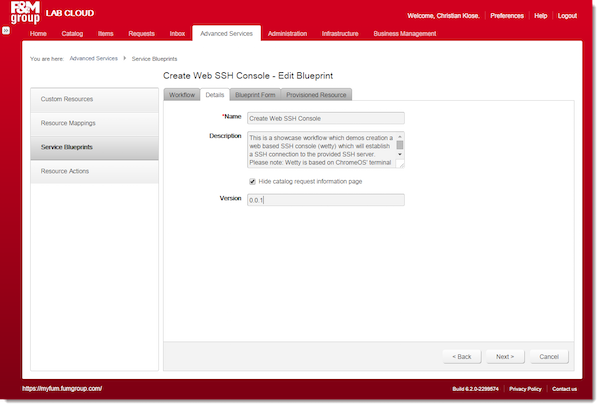 F&M group LAB CLOUD
Welcome, Christian Klose. Preferences Help Logout
Home Catalog Items Requests Inbox Advanced Services Administration Infrastructure Business Management
You are here: Advanced Services Service Blueprints
Create Web SSH Console - Edit Blueprint
Custom Resources
Resource Mappings
Service Blueprints
Resource Actions
Workflow Details Blueprint Form Provisioned Resource
*Name Create Web SSH Console
Description This is a showcase workflow which demos creation a
web based SSH console (wetty) which will establish
a SSH connection to the provided SSH server.
Please note: Wetty is based on ChromeOS' terminal
Hide catalog request information page
Version 0.0.1
< Back Next > Cancel
https://myfum.fumgroup.com/ Build 6.2.0-2299574 Privacy Policy Contact us